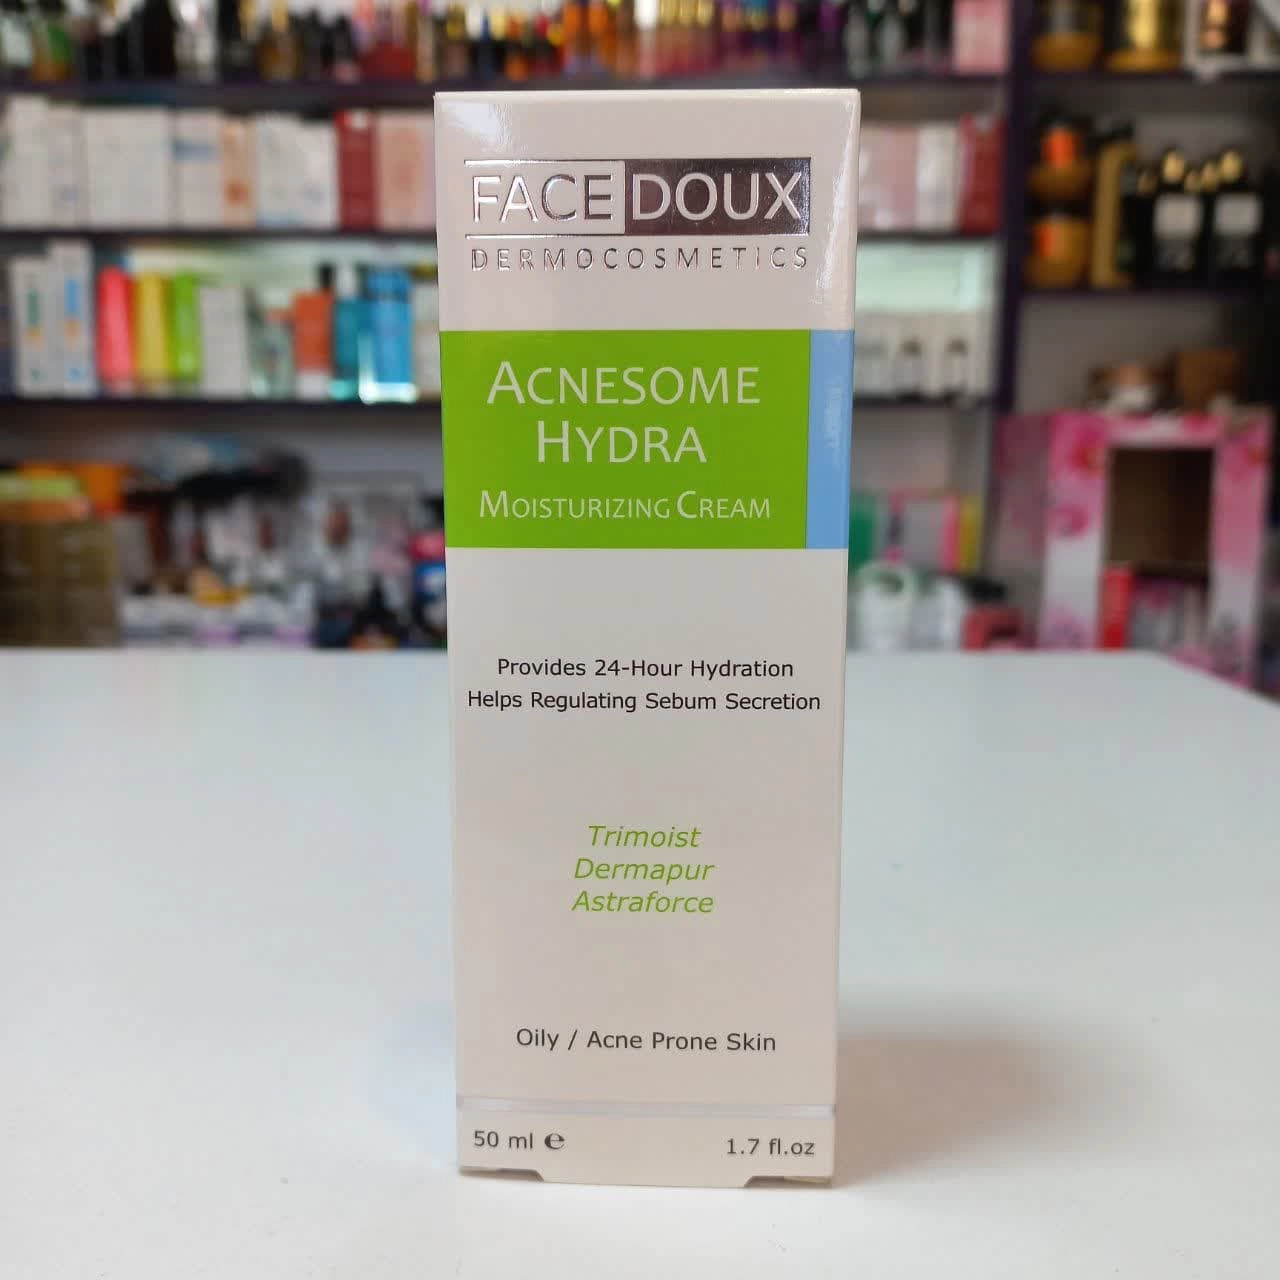 FACE DOUX
DERMOCOSMETICS
ACNESOME
HYDRA
MOISTURIZING CREAM
Provides 24-Hour Hydration
Helps Regulating Sebum Secretion
Trimoist
Dermapur
Astraforce
Oily / Acne Prone Skin
50 ml ℮
1.7 fl.oz